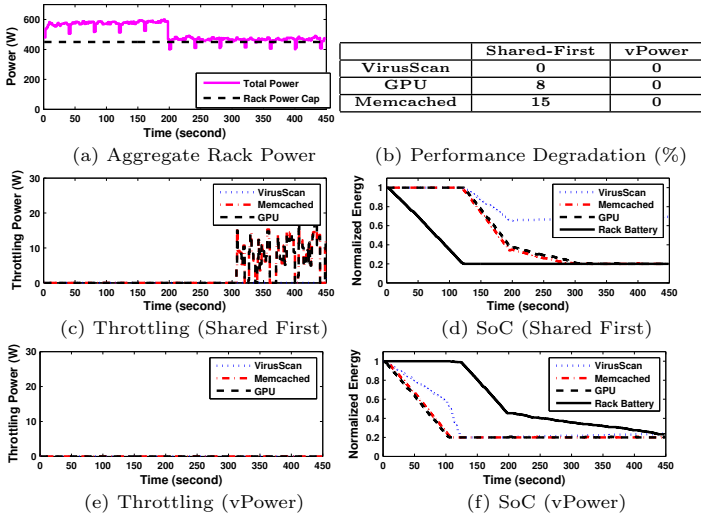 600
400
200
0
Power (W)
Total Power
Rack Power Cap
0 50 100 150 200 250 300 350 400 450
Time (second)
(a) Aggregate Rack Power
Shared-First vPower
VirusScan 0 0
GPU 8 0
Memcached 15 0
(b) Performance Degradation (%)
30
20
10
0
Throttling Power (W)
VirusScan
Memcached
GPU
0 50 100 150 200 250 300 350 400 450
Time (second)
(c) Throttling (Shared First)
1
0.8
0.6
0.4
0.2
0
Normalized Energy
VirusScan
Memcached
GPU
Rack Battery
0 50 100 150 200 250 300 350 400 450
Time (second)
(d) SoC (Shared First)
30
20
10
0
Throttling Power (W)
VirusScan
Memcached
GPU
0 50 100 150 200 250 300 350 400 450
Time (second)
(e) Throttling (vPower)
1
0.8
0.6
0.4
0.2
0
Normalized Energy
VirusScan
Memcached
GPU
Rack Battery
0 50 100 150 200 250 300 350 400 450
Time (second)
(f) SoC (vPower)